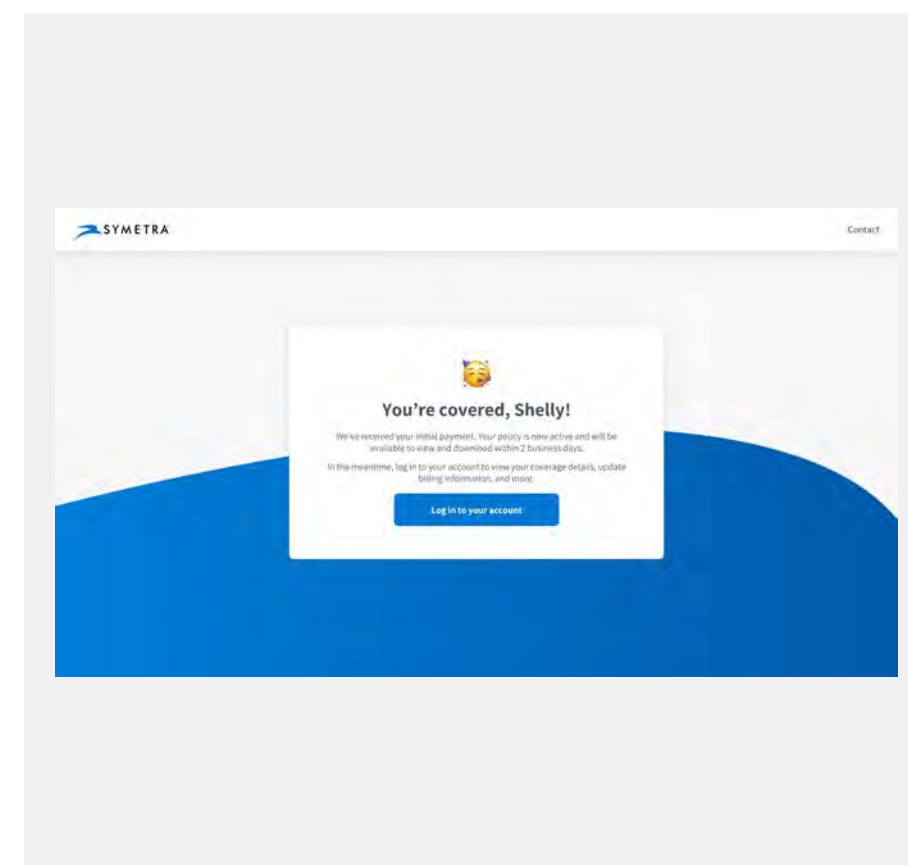 SYMETRA
Contact
You're covered, Shelly!
We've received your initial payment. Your policy is now active and will be
available to view and download within 2 business days.
In the meantime, log in to your account to view your coverage details, update
billing information, and more.
Log in to your account